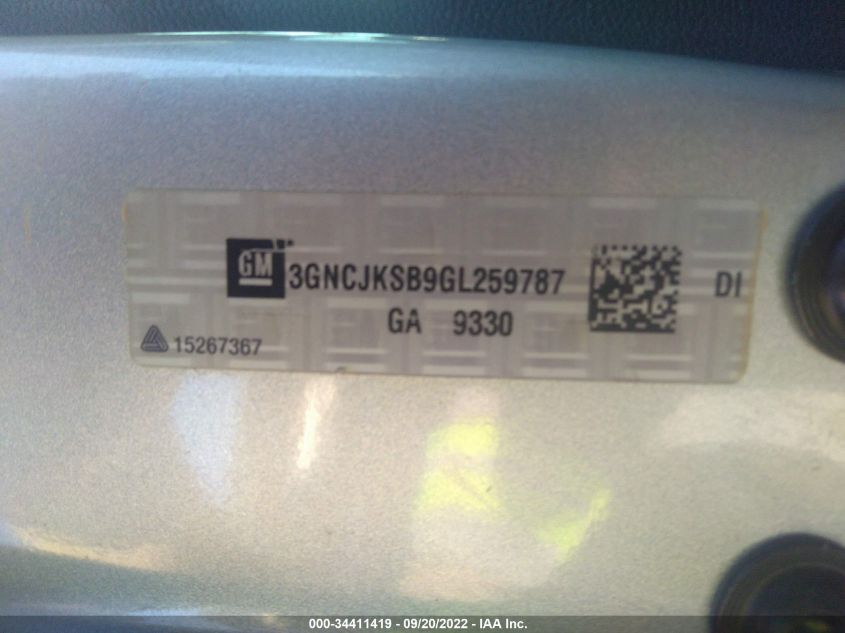 GM 3GNCJKSB9GL259787 DI
GA 9330
15267367
000-34411419 - 09/20/2022 - IAA Inc.